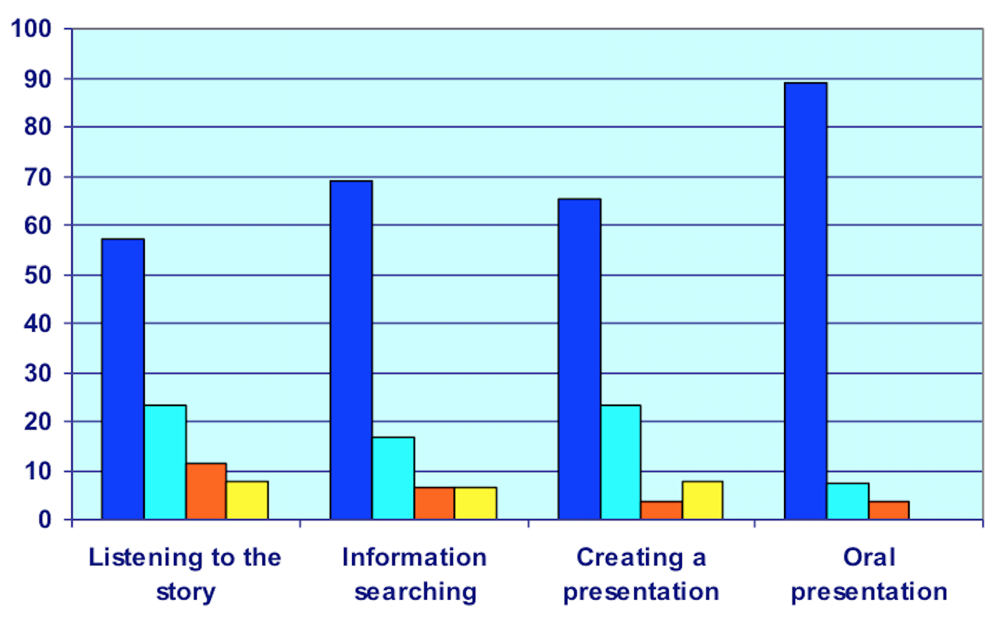 100
90
80
70
60
50
40
30
20
10
0
Listening to the story
Information searching
Creating a presentation
Oral presentation